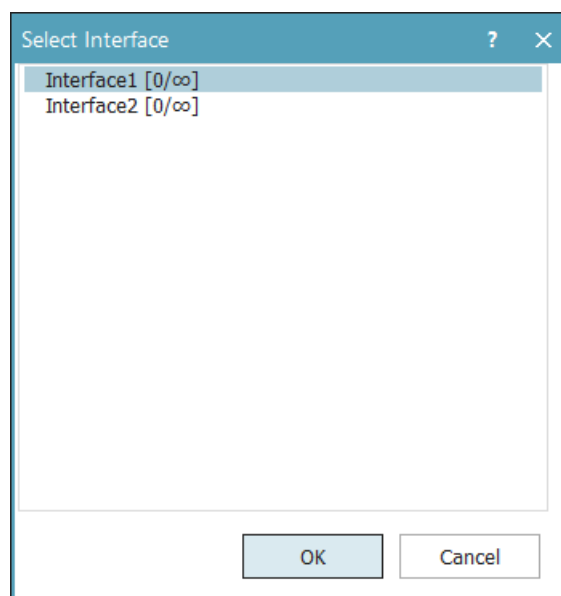 Select Interface ?
Interface1 [0/∞]
Interface2 [0/∞]
OK Cancel